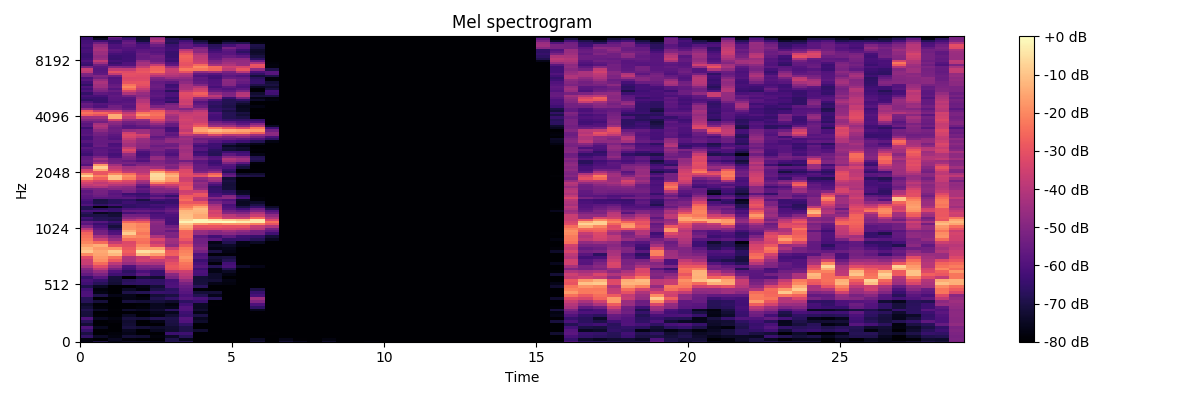 Mel spectrogram
Hz
8192
4096
2048
1024
512
0
0 5 10 15 20 25
Time
+0 dB
-10 dB
-20 dB
-30 dB
-40 dB
-50 dB
-60 dB
-70 dB
-80 dB